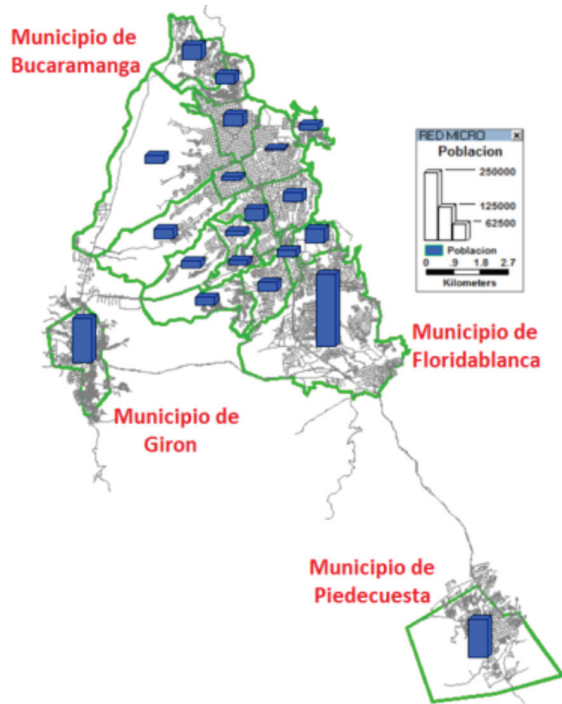 Municipio de
Bucaramanga
RED MICRO
Poblacion
250000
125000
62500
Poblacion
0 .9 1.8 2.7
Kilometers
Municipio de
Floridablanca
Municipio de
Giron
Municipio de
Piedecuesta